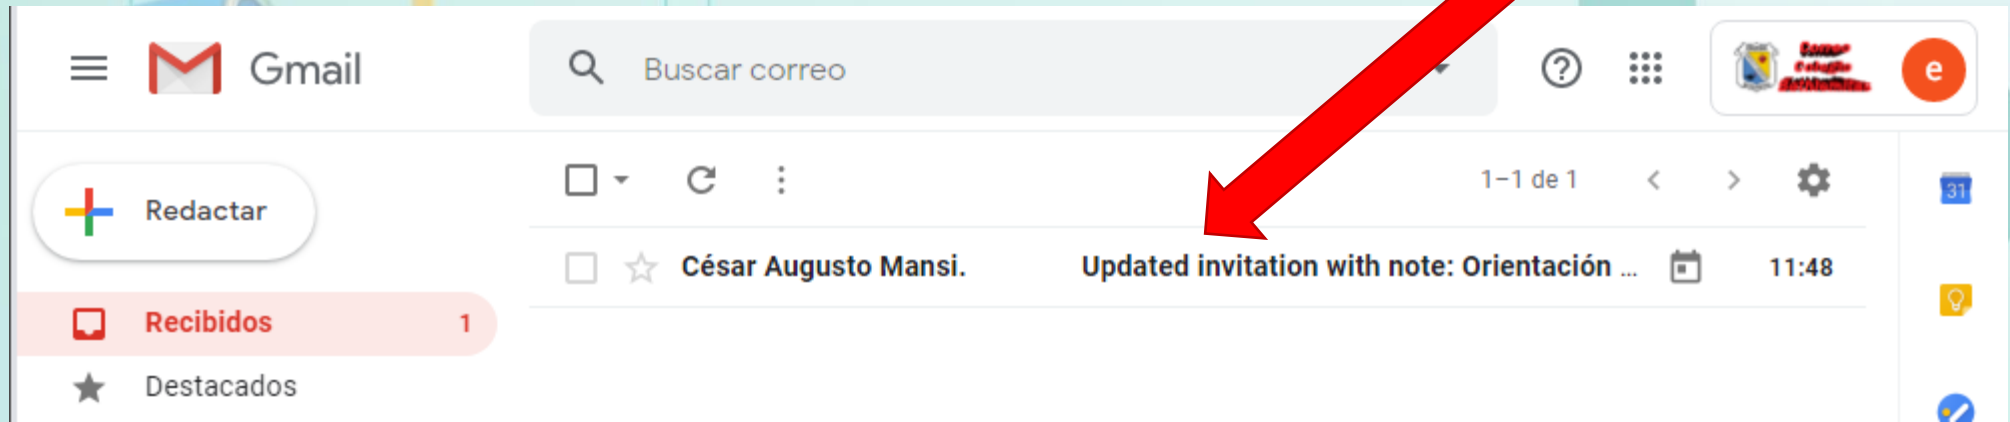 Gmail
Buscar correo
e
1–1 de 1
31
Redactar
César Augusto Mansi.
Updated invitation with note: Orientación ...
11:48
Recibidos
1
Destacados